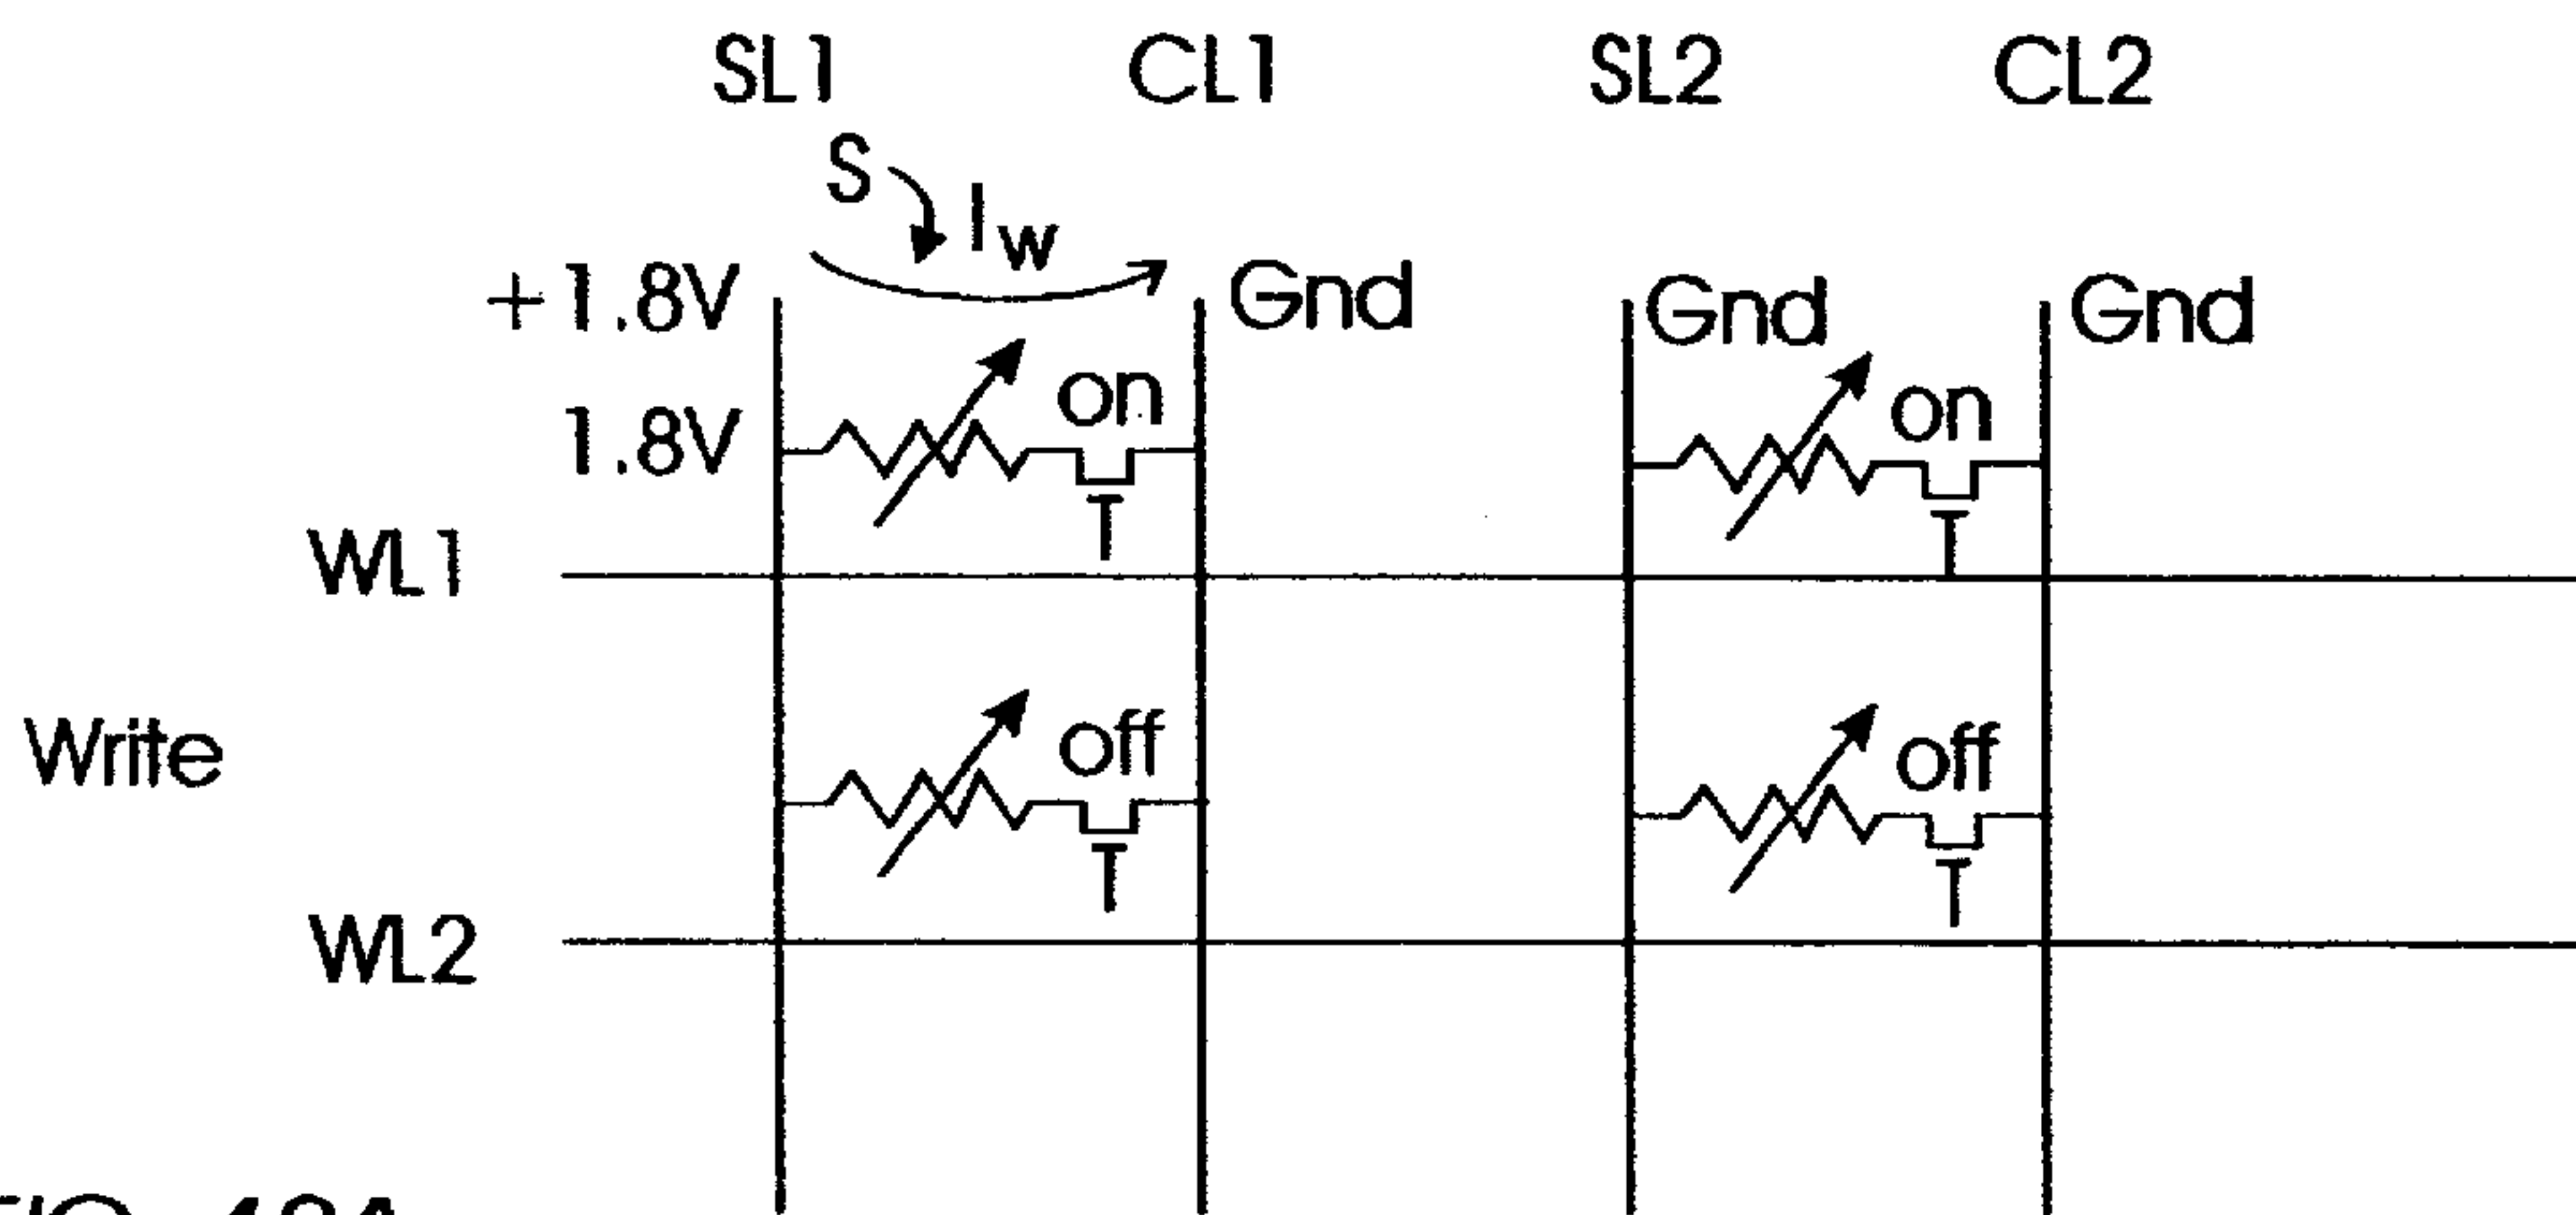 SL1 CL1 SL2 CL2
S
Iw
+1.8V Gnd Gnd Gnd
on on
1.8V
WL1
off off
Write
WL2